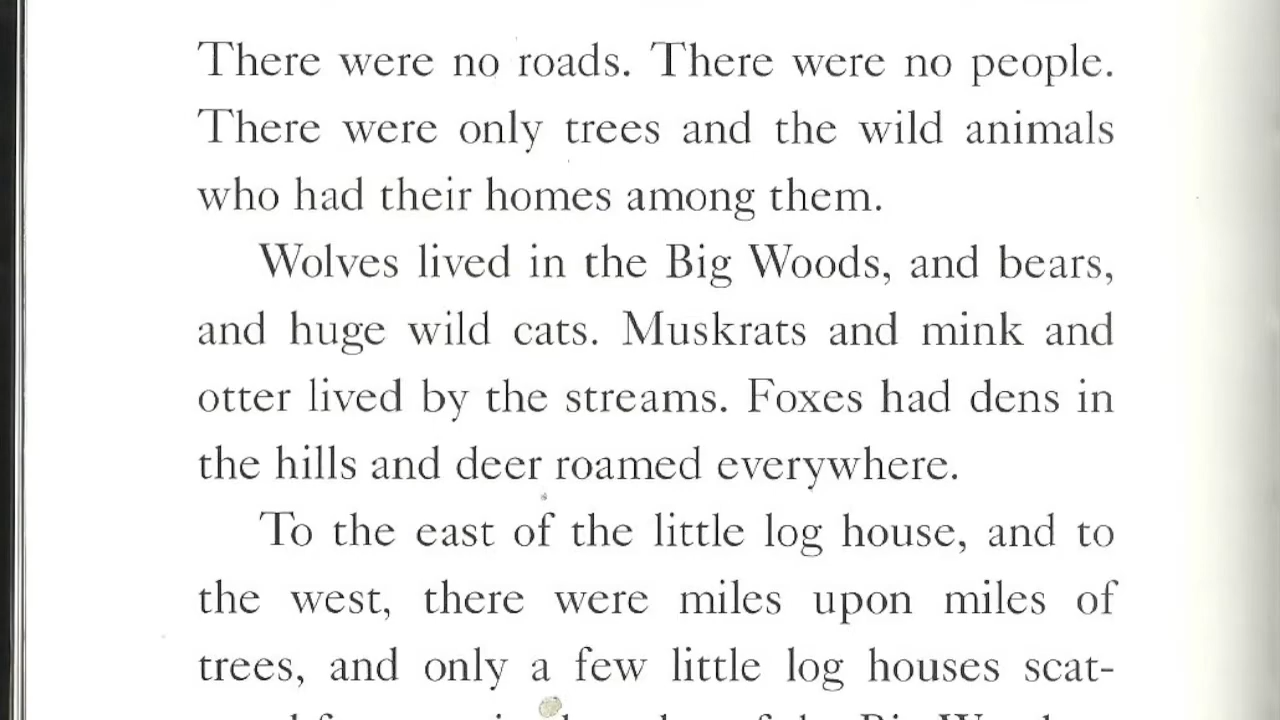 There were no roads. There were no people.
There were only trees and the wild animals
who had their homes among them.
Wolves lived in the Big Woods, and bears,
and huge wild cats. Muskrats and mink and
otter lived by the streams. Foxes had dens in
the hills and deer roamed everywhere.
To the east of the little log house, and to
the west, there were miles upon miles of
trees, and only a few little log houses scat-